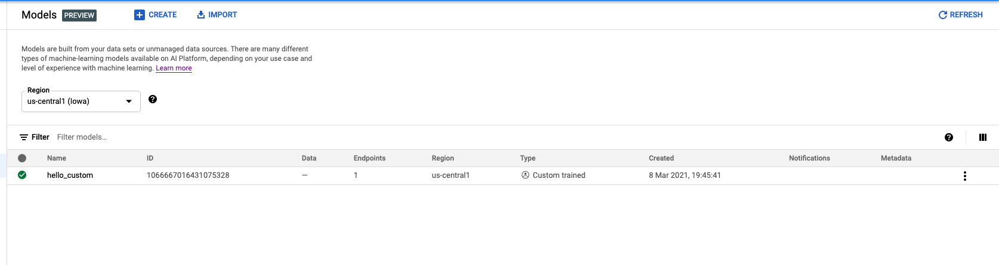 Models PREVIEW CREATE IMPORT REFRESH
Models are built from your data sets or unmanaged data sources. There are many different
types of machine-learning models available on AI Platform, depending on your use case and
level of experience with machine learning. Learn more
Region
us-central1 (Iowa)
Filter Filter models...
Name ID Data Endpoints Region Type Created Notifications Metadata
hello_custom 1066667016431075328 — 1 us-central1 Custom trained 8 Mar 2021, 19:45:41